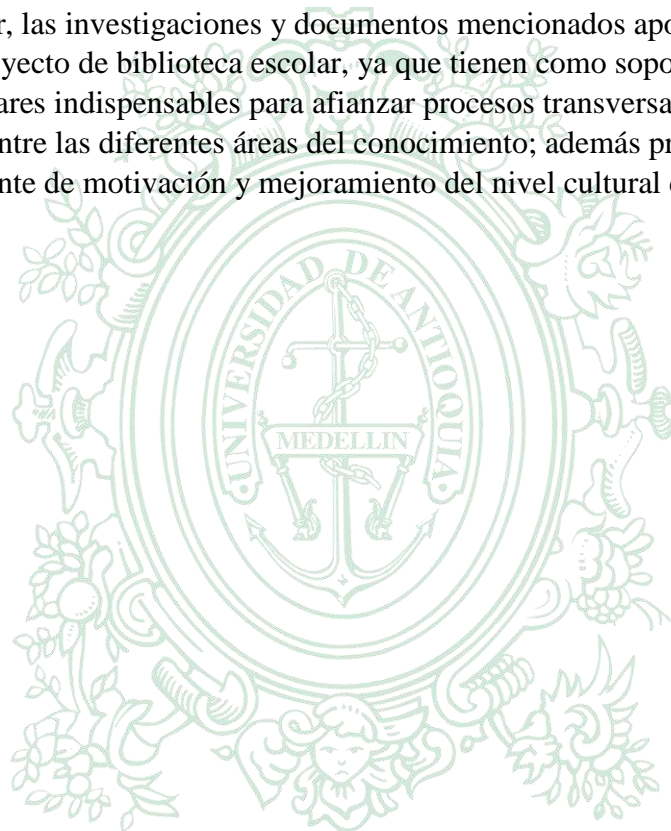 r, las investigaciones y documentos mencionados apo
yecto de biblioteca escolar, ya que tienen como sopo
ares indispensables para afianzar procesos transversa
ntre las diferentes áreas del conocimiento; además pr
nte de motivación y mejoramiento del nivel cultural
UNIVERSIDAD DE ANTIOQUIA
MEDELLIN